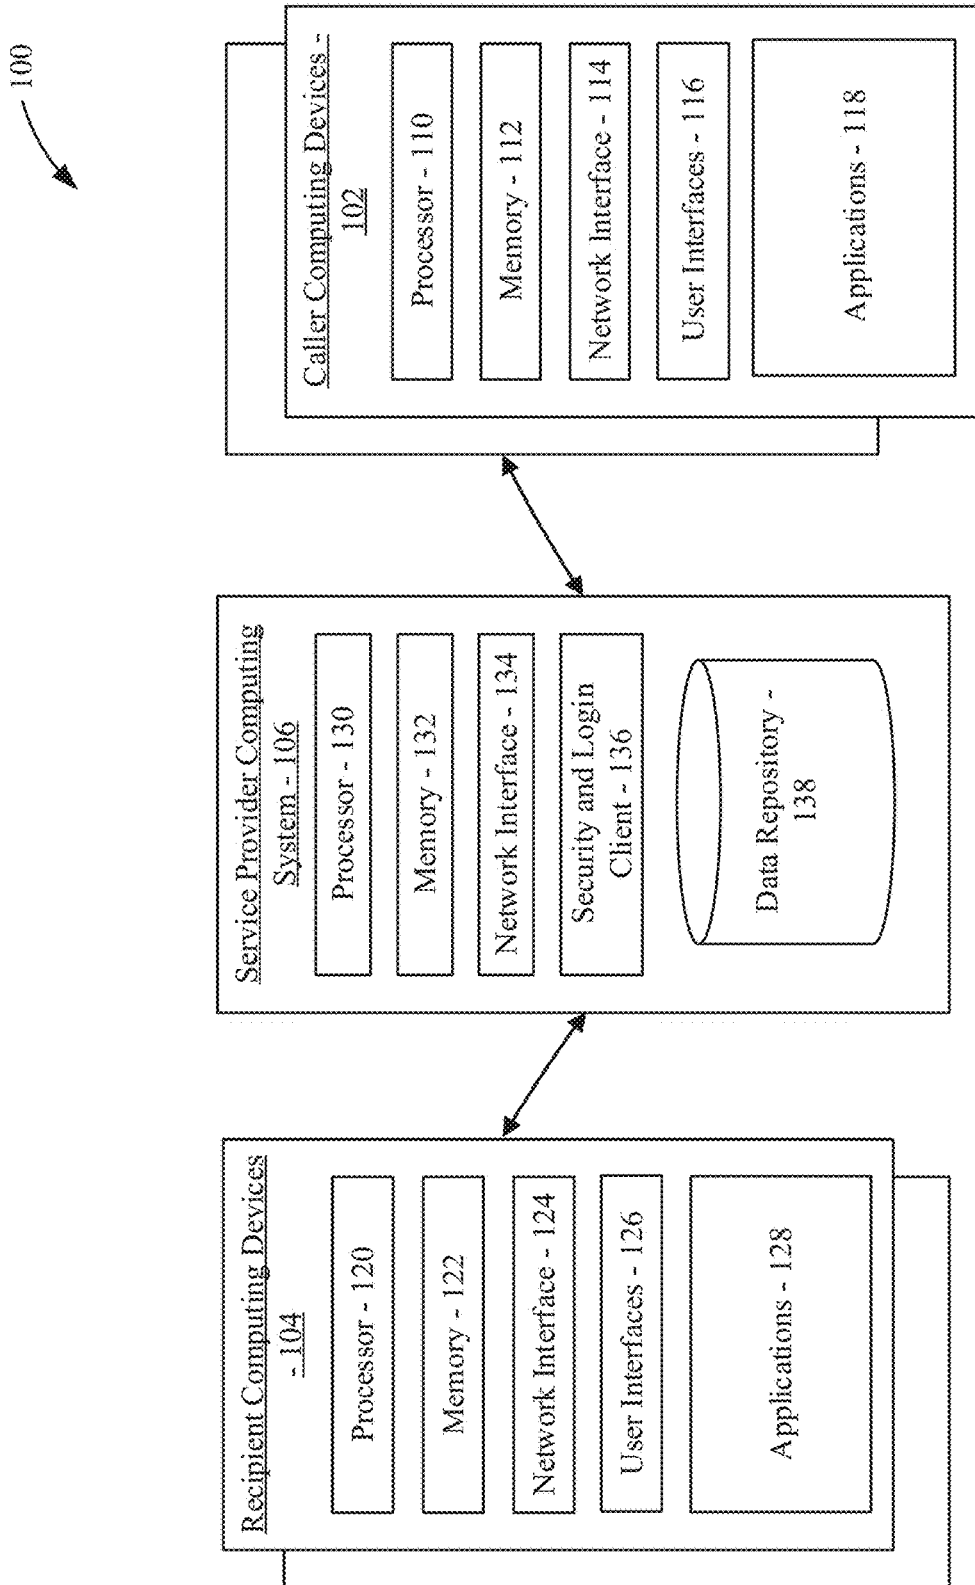 100
Recipient Computing Devices
- 104
Processor - 120
Memory - 122
Network Interface - 124
User Interfaces - 126
Applications - 128
Service Provider Computing
System - 106
Processor - 130
Memory - 132
Network Interface - 134
Security and Login
Client - 136
Data Repository -
138
Caller Computing Devices -
102
Processor - 110
Memory - 112
Network Interface - 114
User Interfaces - 116
Applications - 118